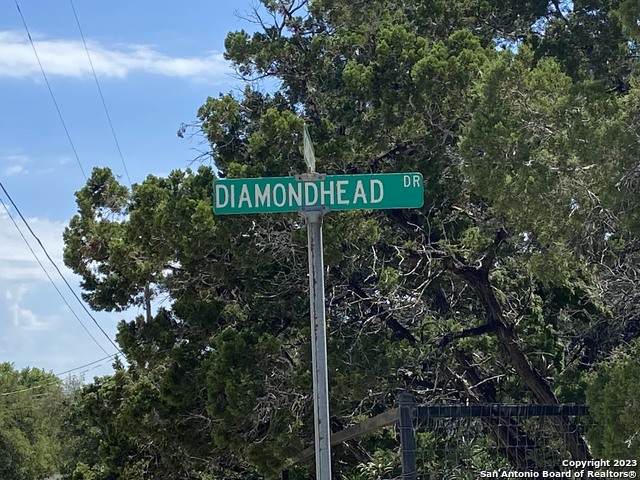 DIAMONDHEAD DR
Copyright 2023
San Antonio Board of Realtors®